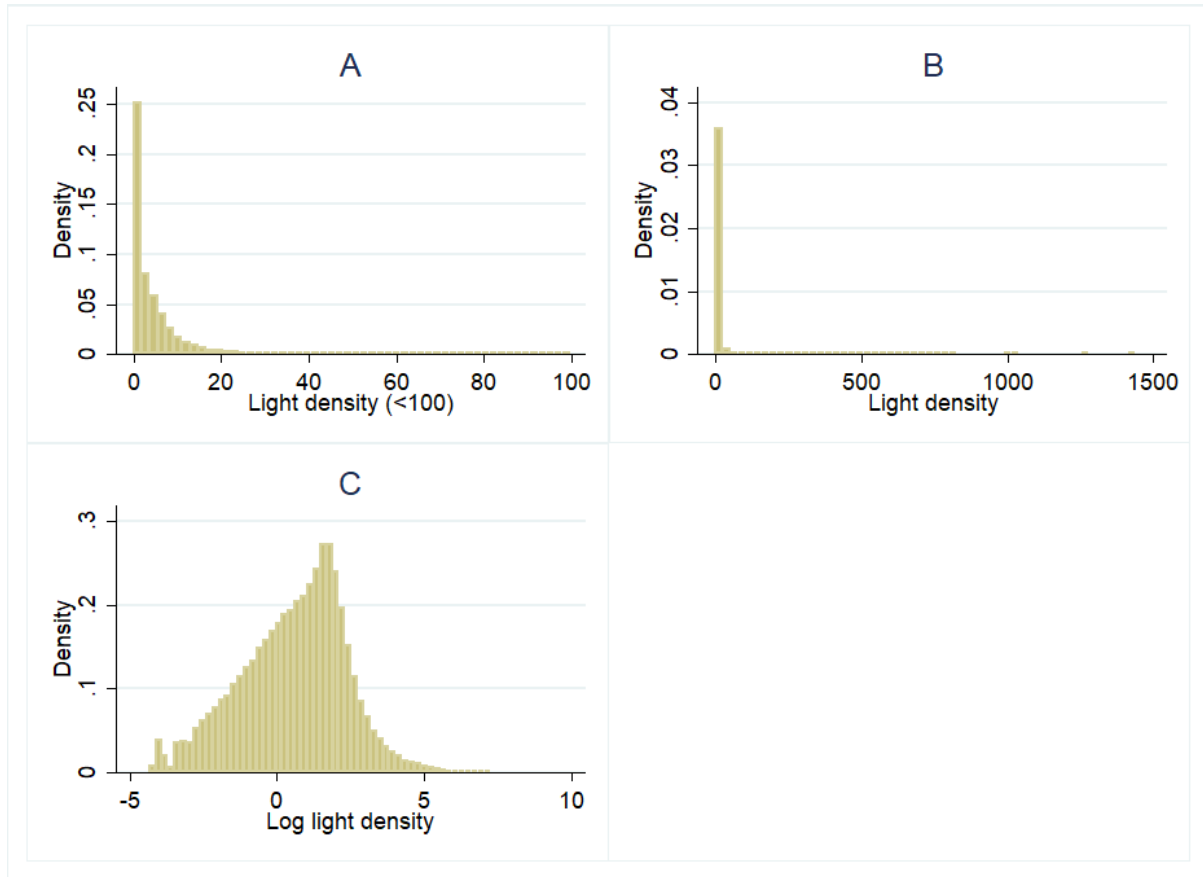 A
Density
.25
.2
.15
.1
.05
0
0 20 40 60 80 100
Light density (<100)
B
Density
.04
.03
.02
.01
0
0 500 1000 1500
Light density
C
Density
.3
.2
.1
0
-5 0 5 10
Log light density